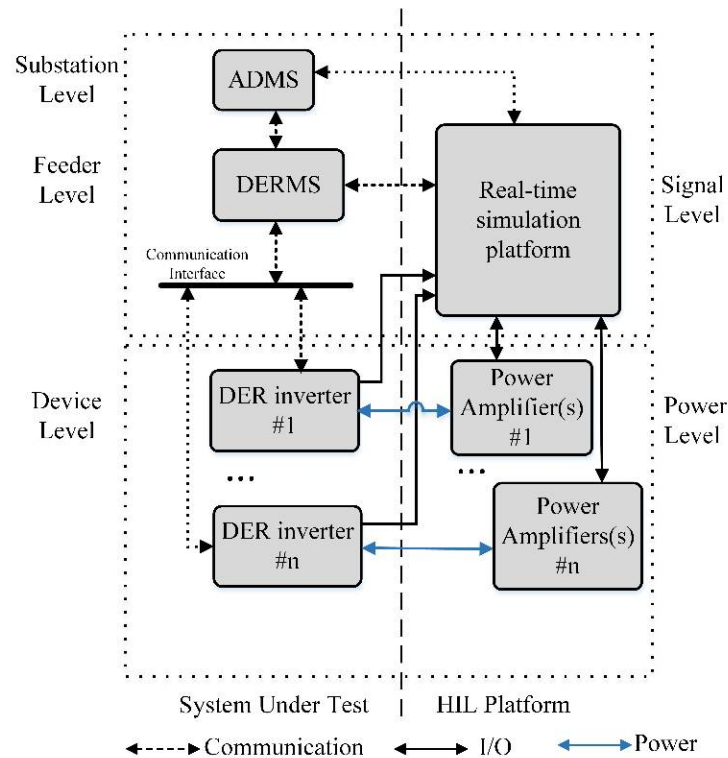 Substation
Level
ADMS
Feeder
Level
DERMS
Real-time
simulation
platform
Signal
Level
Communication
Interface
Device
Level
DER inverter
#1
Power
Amplifier(s)
#1
Power
Level
...
...
DER inverter
#n
Power
Amplifiers(s)
#n
System Under Test
HIL Platform
Communication
I/O
Power